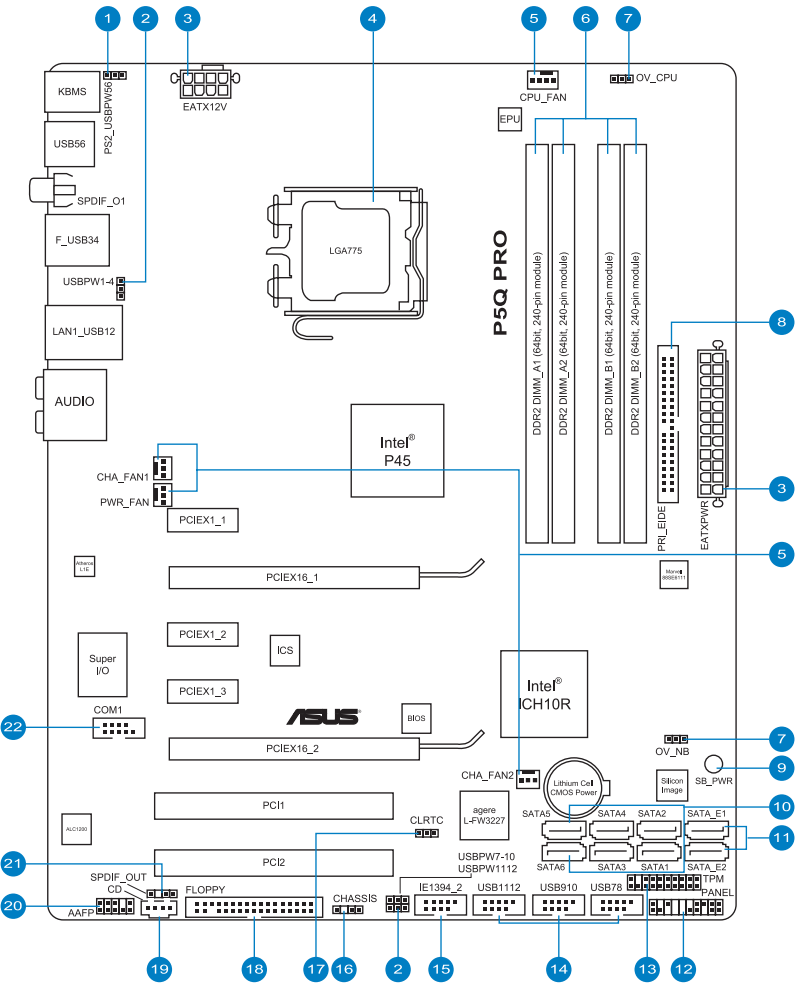 1
2
3
4
5
6
7
KBMS
PS2_USBPW56
EATX12V
CPU_FAN
OV_CPU
EPU
USB56
SPDIF_O1
F_USB34
USBPW1-4
LAN1_USB12
AUDIO
LGA775
P5Q PRO
DDR2 DIMM_A1 (64bit, 240-pin module)
DDR2 DIMM_A2 (64bit, 240-pin module)
DDR2 DIMM_B1 (64bit, 240-pin module)
DDR2 DIMM_B2 (64bit, 240-pin module)
8
PRI_EIDE
EATXPWR
3
5
Intel®
P45
CHA_FAN1
PWR_FAN
PCIEX1_1
Atheros
L1E
PCIEX16_1
Marvell
88SE6111
PCIEX1_2
ICS
Super
I/O
PCIEX1_3
Intel®
ICH10R
COM1
22
ASUS
BIOS
PCIEX16_2
OV_NB
7
SB_PWR
9
CHA_FAN2
Lithium Cell
CMOS Power
Silicon
Image
PCI1
ALC1200
CLRTC
17
agere
L-FW3227
SATA5
SATA4
SATA2
SATA_E1
10
11
SATA6
SATA3
SATA1
SATA_E2
PCI2
USBPW7-10
USBPW1112
21
SPDIF_OUT
CD
FLOPPY
CHASSIS
IE1394_2
USB1112
USB910
USB78
TPM
PANEL
20
AAFP
19
18
16
2
15
14
13
12